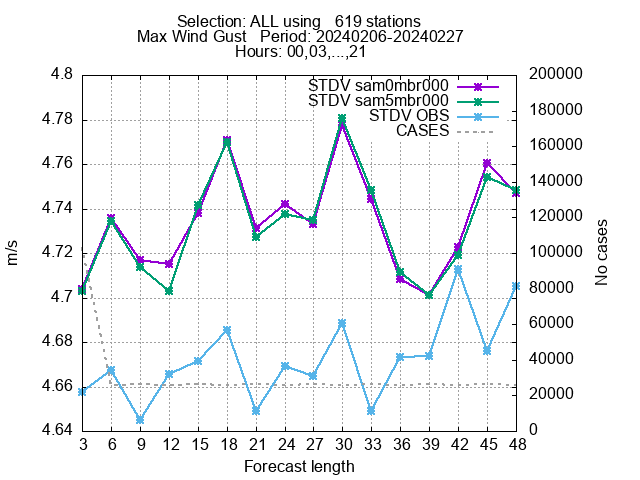 Selection: ALL using   619 stations
Max Wind Gust   Period: 20240206-20240227
Hours: 00,03,...,21
4.8
4.78
4.76
4.74
4.72
4.7
4.68
4.66
4.64
m/s
STDV sam0mbr000
STDV sam5mbr000
STDV OBS
CASES
200000
180000
160000
140000
120000
100000
80000
60000
40000
20000
0
No cases
3 6 9 12 15 18 21 24 27 30 33 36 39 42 45 48
Forecast length